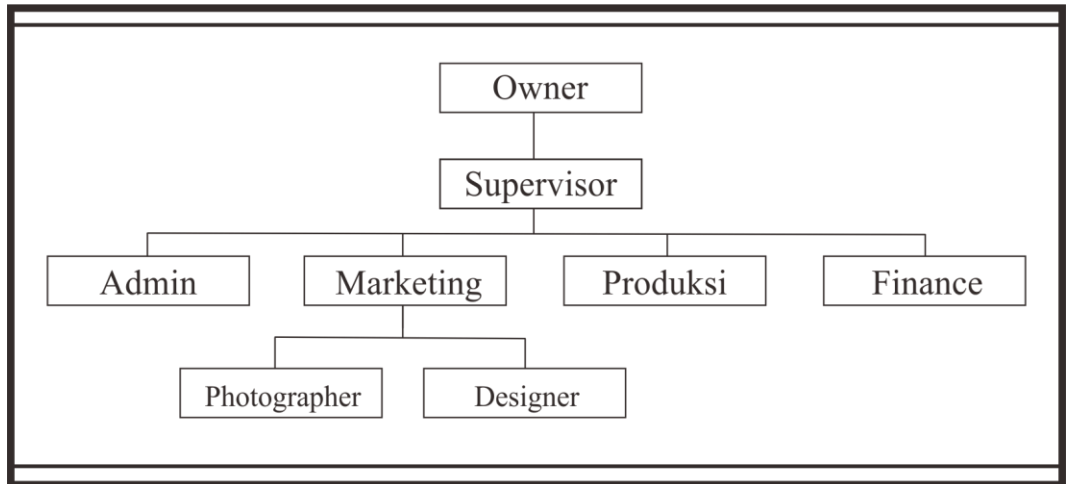 Owner
Supervisor
Admin
Marketing
Produksi
Finance
Photographer
Designer